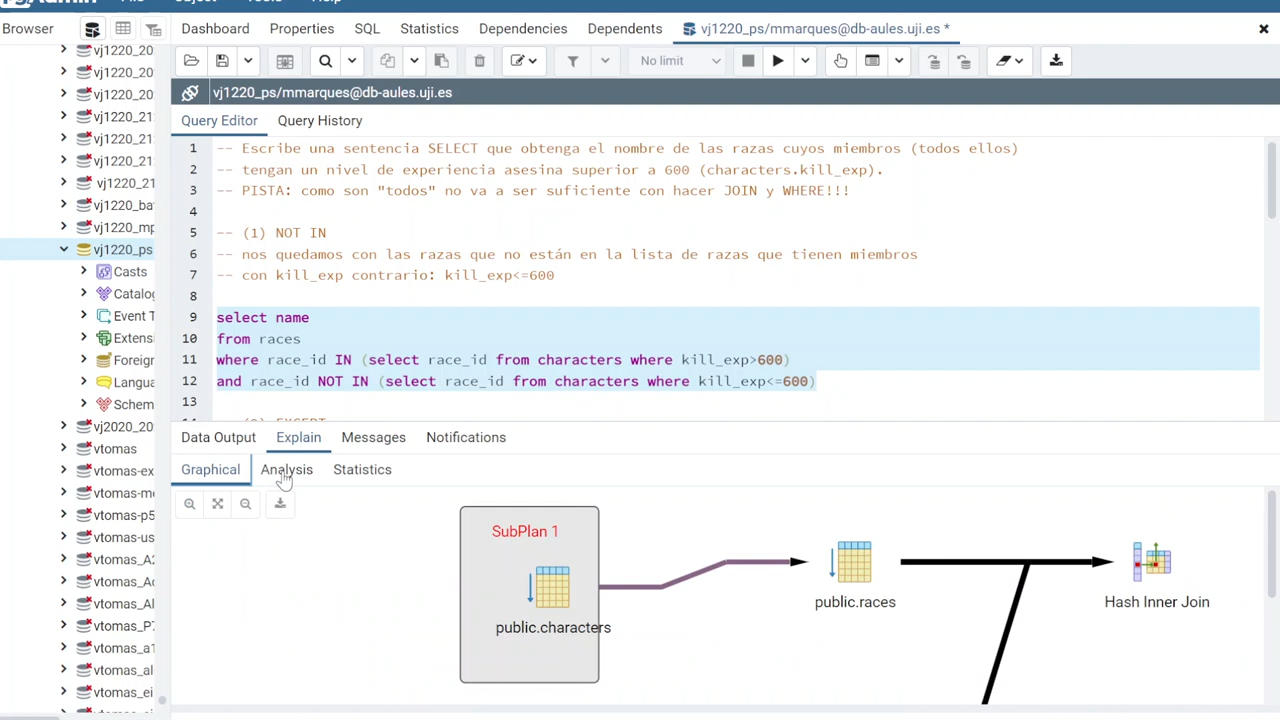 Browser
Dashboard Properties SQL Statistics Dependencies Dependents vj1220_ps/mmarques@db-aules.uji.es *
No limit
vj1220_ps/mmarques@db-aules.uji.es
Query Editor Query History
1 -- Escribe una sentencia SELECT que obtenga el nombre de las razas cuyos miembros (todos ellos)
2 -- tengan un nivel de experiencia asesina superior a 600 (characters.kill_exp).
3 -- PISTA: como son "todos" no va a ser suficiente con hacer JOIN y WHERE!!!
4
5 -- (1) NOT IN
6 -- nos quedamos con las razas que no están en la lista de razas que tienen miembros
7 -- con kill_exp contrario: kill_exp<=600
8
9 select name
10 from races
11 where race_id IN (select race_id from characters where kill_exp>600)
12 and race_id NOT IN (select race_id from characters where kill_exp<=600)
13
vj1220_20
vj1220_20
vj1220_20
vj1220_21
vj1220_21
vj1220_21
vj1220_21
vj1220_ba
vj1220_mp
vj1220_ps
Casts
Catalog
Event T
Extensi
Foreign
Langua
Schem
vj2020_20
vtomas
vtomas-ex
vtomas-me
vtomas-p5
vtomas-us
vtomas_A2
vtomas_Ac
vtomas_Al
vtomas_P7
vtomas_a1
vtomas_al
vtomas_ei
Data Output Explain Messages Notifications
Graphical Analysis Statistics
SubPlan 1
public.characters
public.races
Hash Inner Join